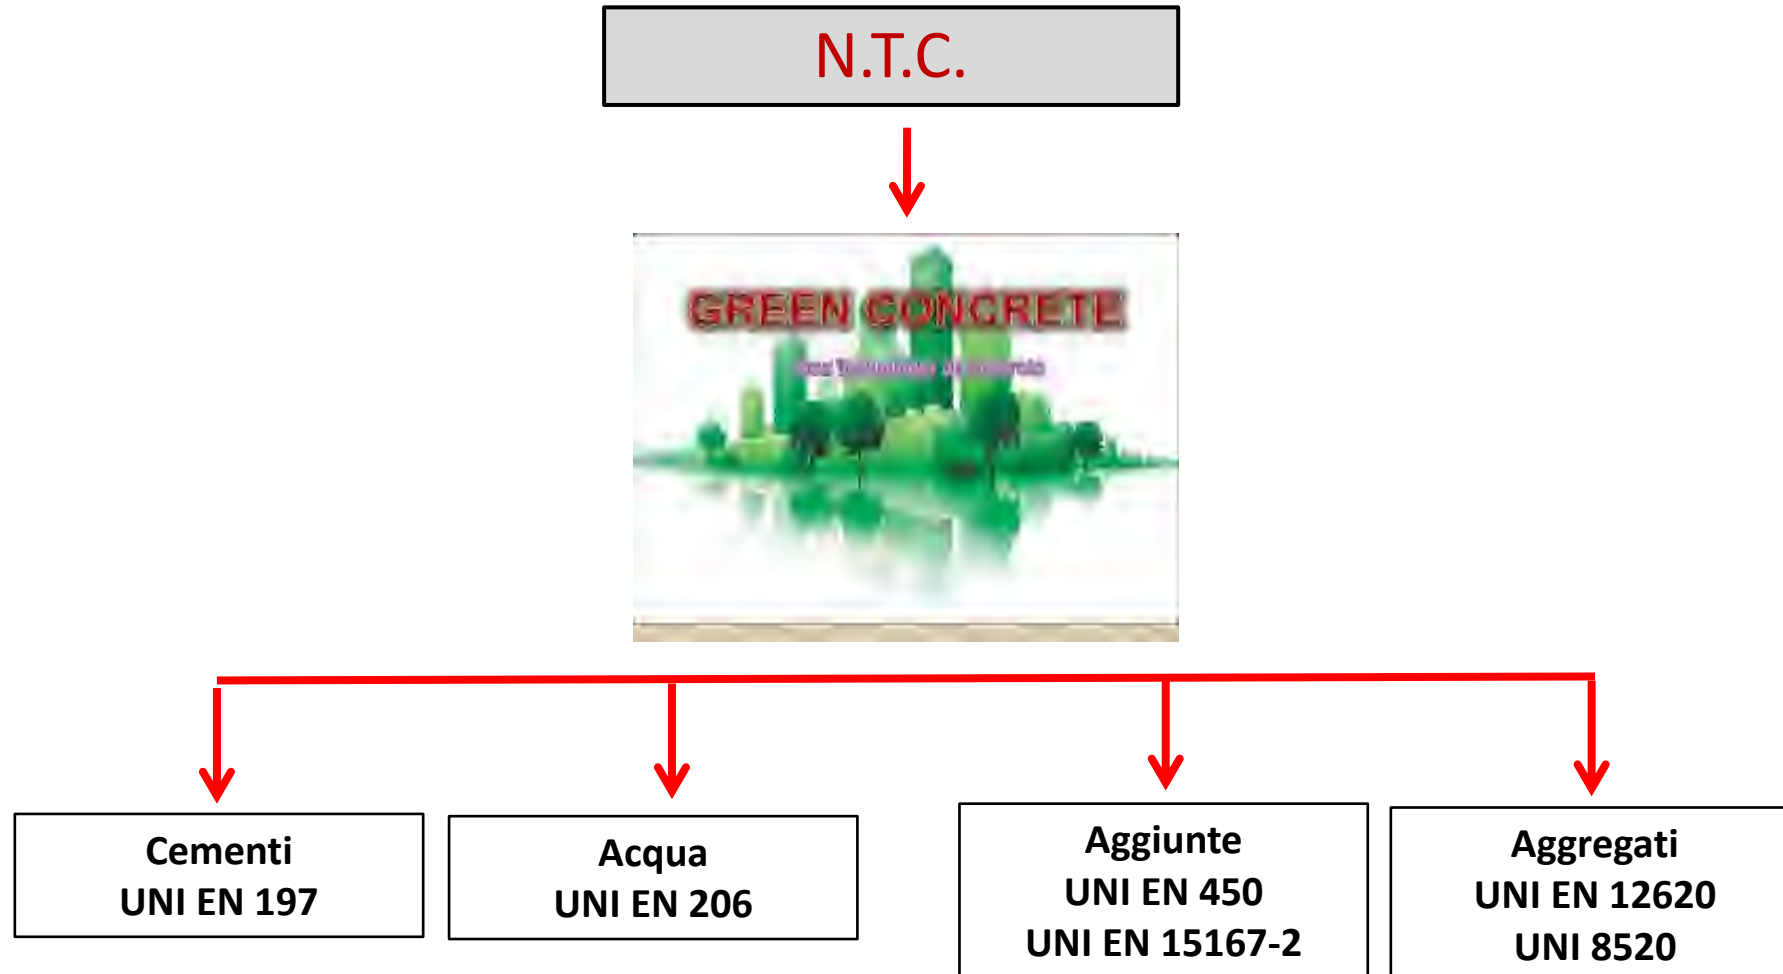 N.T.C.
GREEN CONCRETE
Cementi
UNI EN 197
Acqua
UNI EN 206
Aggiunte
UNI EN 450
UNI EN 15167-2
Aggregati
UNI EN 12620
UNI 8520